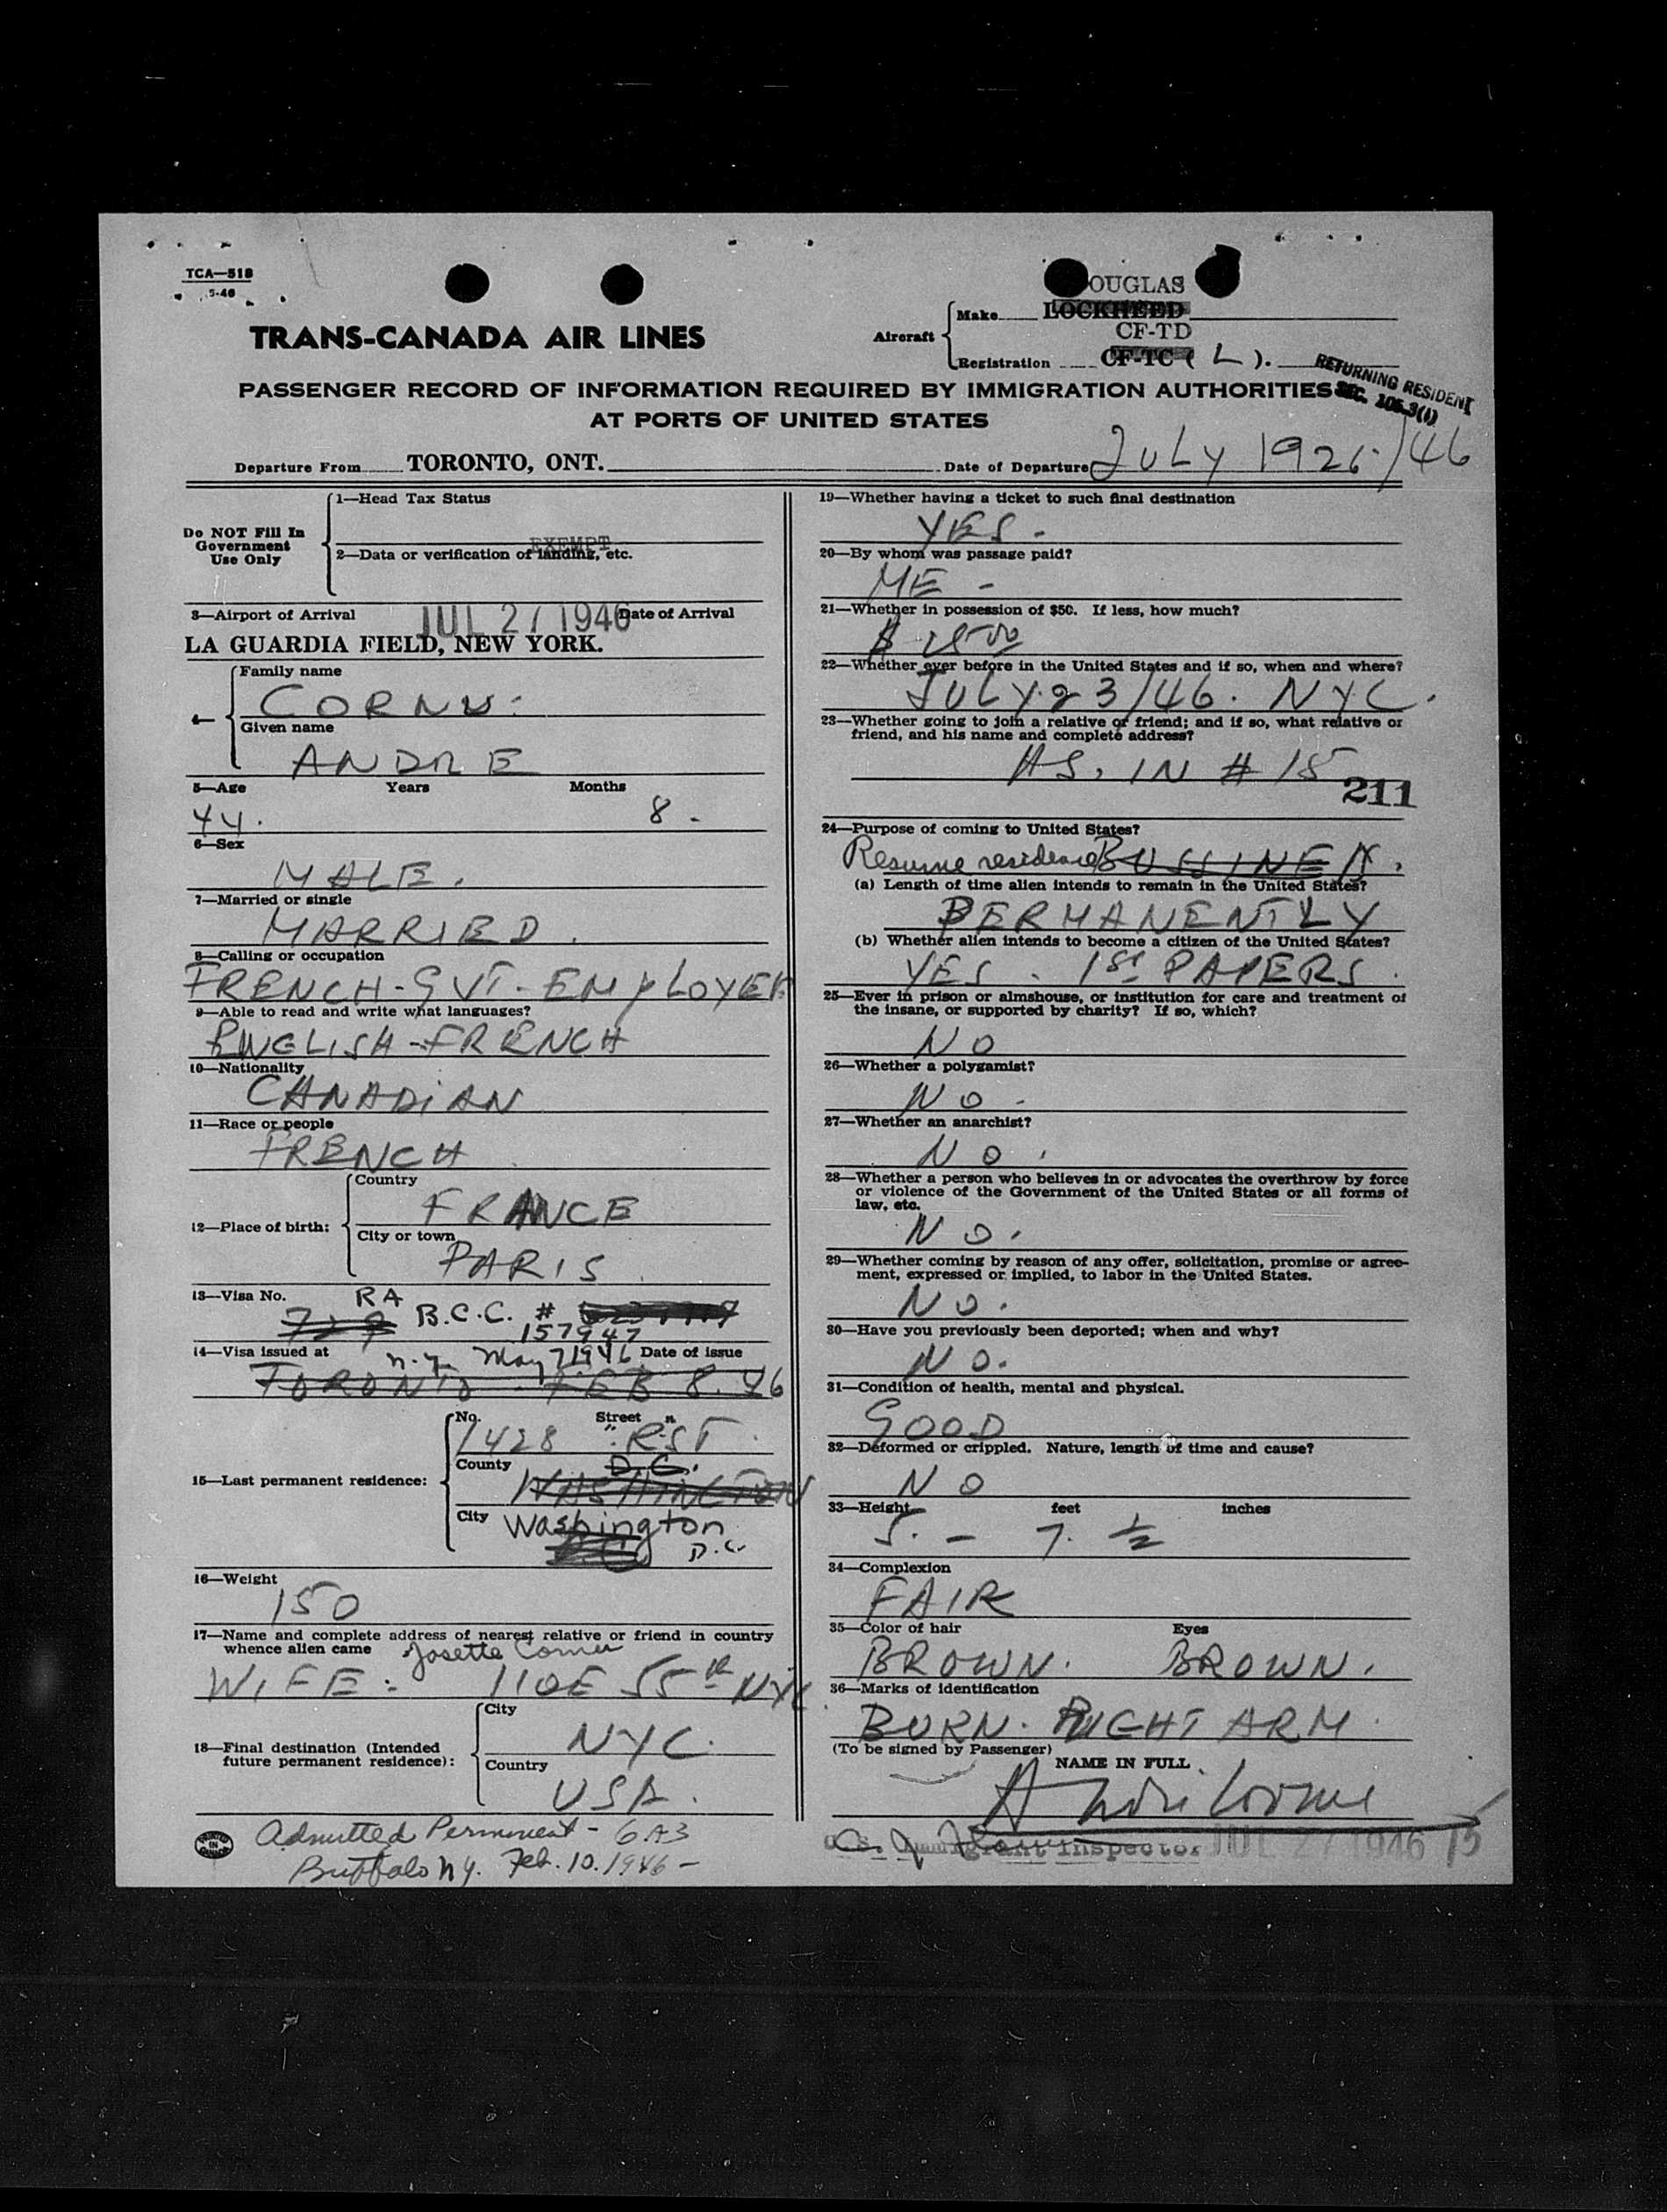 TCA—518
5-46
OUGLAS
Make LOCKHEED
TRANS-CANADA AIR LINES
Aircraft
CF-TD
Registration CF-TC ( L ).
RETURNING RESIDENT
SEC. 105.3(1)
PASSENGER RECORD OF INFORMATION REQUIRED BY IMMIGRATION AUTHORITIES
AT PORTS OF UNITED STATES
Departure From TORONTO, ONT. Date of Departure JULY 26/46
1—Head Tax Status
Do NOT Fill In
Government
Use Only
EXEMPT
2—Data or verification of landing, etc.
3—Airport of Arrival JUL 27 1946 Date of Arrival
LA GUARDIA FIELD, NEW YORK.
4—
Family name
CORNU
Given name
ANDRE
5—Age Years Months
44. 8.
6—Sex
MALE.
7—Married or single
MARRIED.
8—Calling or occupation
FRENCH-GVT-EMPLOYEE
9—Able to read and write what languages?
ENGLISH-FRENCH
10—Nationality
CANADIAN
11—Race or people
FRENCH
12—Place of birth:
Country
FRANCE
City or town
PARIS
13—Visa No. RA
729 B.C.C. #
157947
14—Visa issued at n.y. May 7 1946 Date of issue
TORONTO FEB 8. 46
15—Last permanent residence:
No. Street
1428 "R" ST
County D.C.
WASHINGTON
City Washington
D.C.
16—Weight
150
17—Name and complete address of nearest relative or friend in country
whence alien came Josette Cornu
WIFE: 110 E 55th NYC
18—Final destination (Intended
future permanent residence):
City
NYC.
Country
USA.
PRINTED IN CANADA
Admitted Permanent - 6A3
Buffalo N.Y. Feb. 10. 1946 -
19—Whether having a ticket to such final destination
YES -
20—By whom was passage paid?
ME -
21—Whether in possession of $50. If less, how much?
22—Whether ever before in the United States and if so, when and where?
JULY 23/46. NYC.
23—Whether going to join a relative or friend; and if so, what relative or
friend, and his name and complete address?
AS. IN # 15
211
24—Purpose of coming to United States?
Resume residence
(a) Length of time alien intends to remain in the United States?
PERMANENTLY
(b) Whether alien intends to become a citizen of the United States?
YES - 1st PAPERS.
25—Ever in prison or almshouse, or institution for care and treatment of
the insane, or supported by charity? If so, which?
NO
26—Whether a polygamist?
NO -
27—Whether an anarchist?
NO.
28—Whether a person who believes in or advocates the overthrow by force
or violence of the Government of the United States or all forms of
law, etc.
NO.
29—Whether coming by reason of any offer, solicitation, promise or agree-
ment, expressed or implied, to labor in the United States.
NO.
30—Have you previously been deported; when and why?
NO.
31—Condition of health, mental and physical.
GOOD
32—Deformed or crippled. Nature, length of time and cause?
NO
33—Height feet inches
5. - 7. ½
34—Complexion
FAIR
35—Color of hair Eyes
BROWN. BROWN.
36—Marks of identification
BURN. RIGHT ARM.
(To be signed by Passenger)
NAME IN FULL
André Cornu
U.S. Immigrant Inspector JUL 27 1946 15